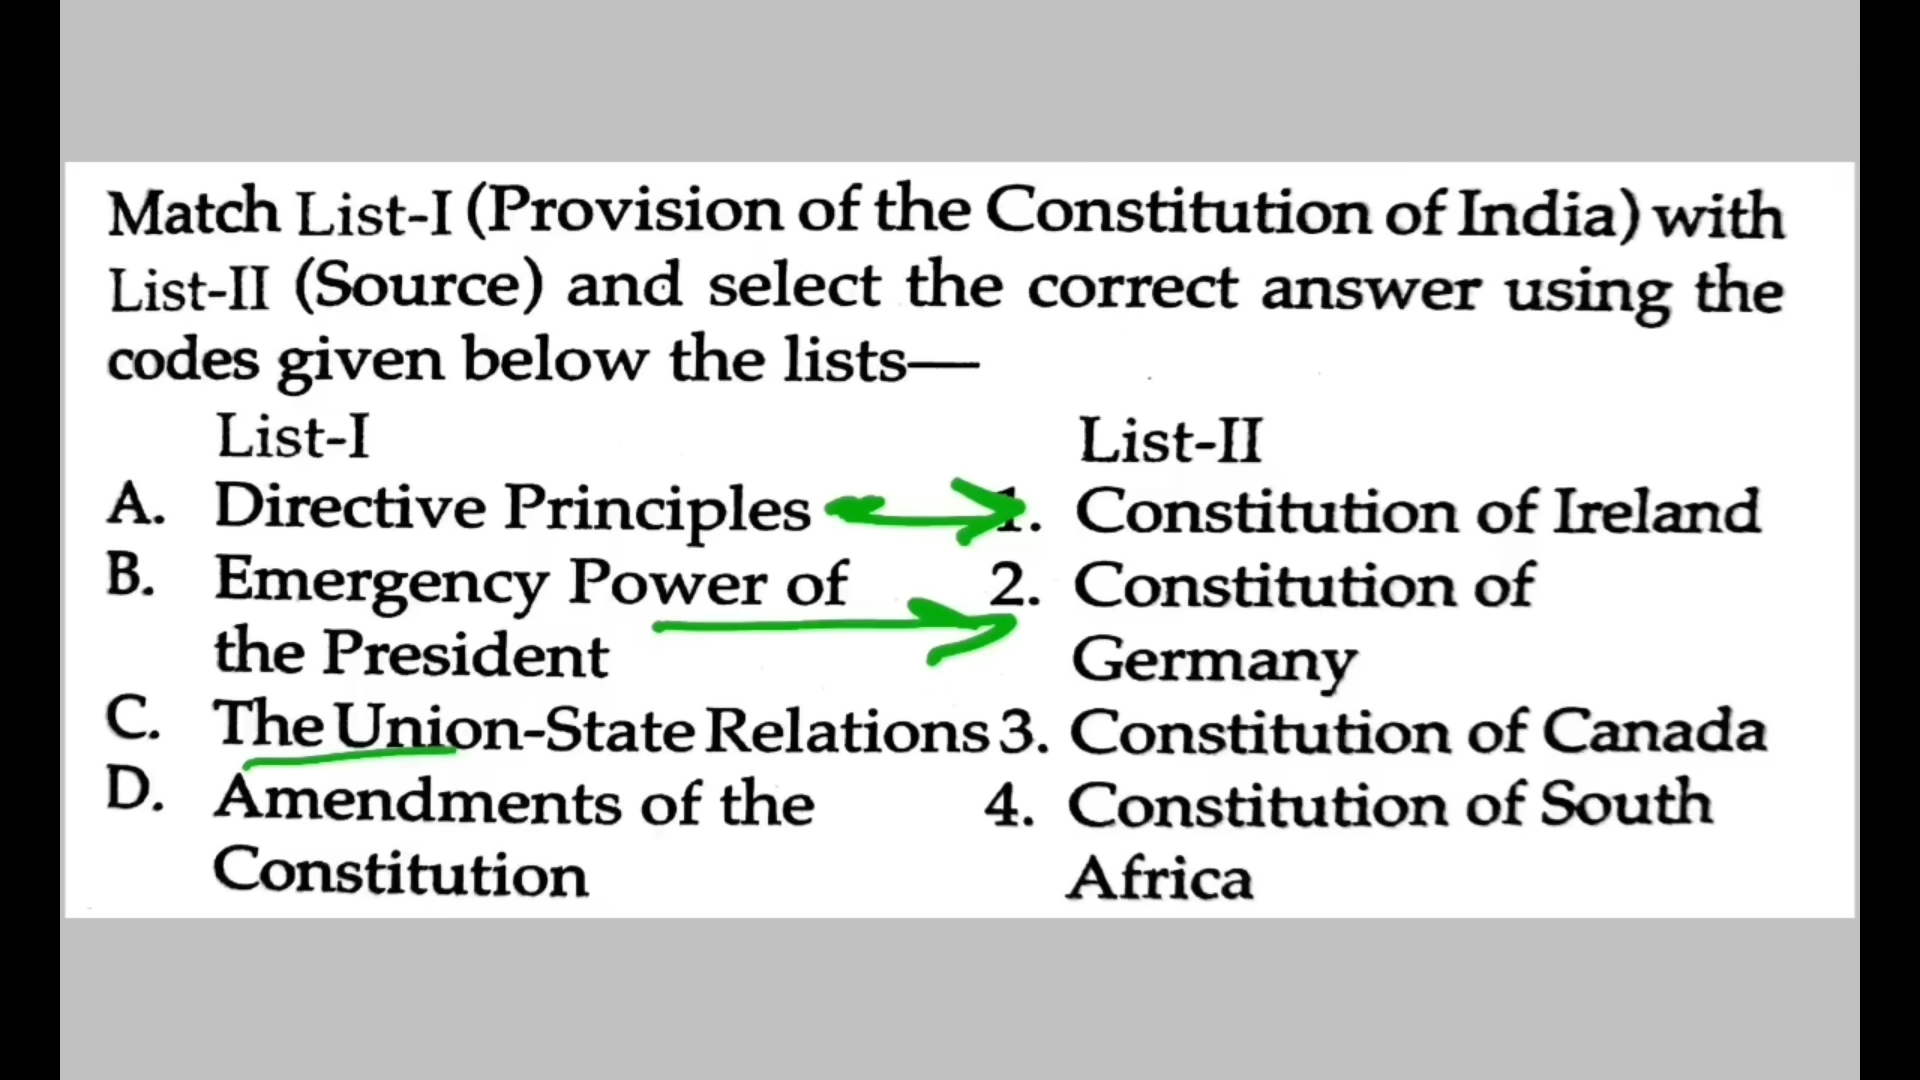 Match List-I (Provision of the Constitution of India) with
List-II (Source) and select the correct answer using the
codes given below the lists—
List-I List-II
A. Directive Principles 1. Constitution of Ireland
B. Emergency Power of 2. Constitution of
the President Germany
C. The Union-State Relations 3. Constitution of Canada
D. Amendments of the 4. Constitution of South
Constitution Africa